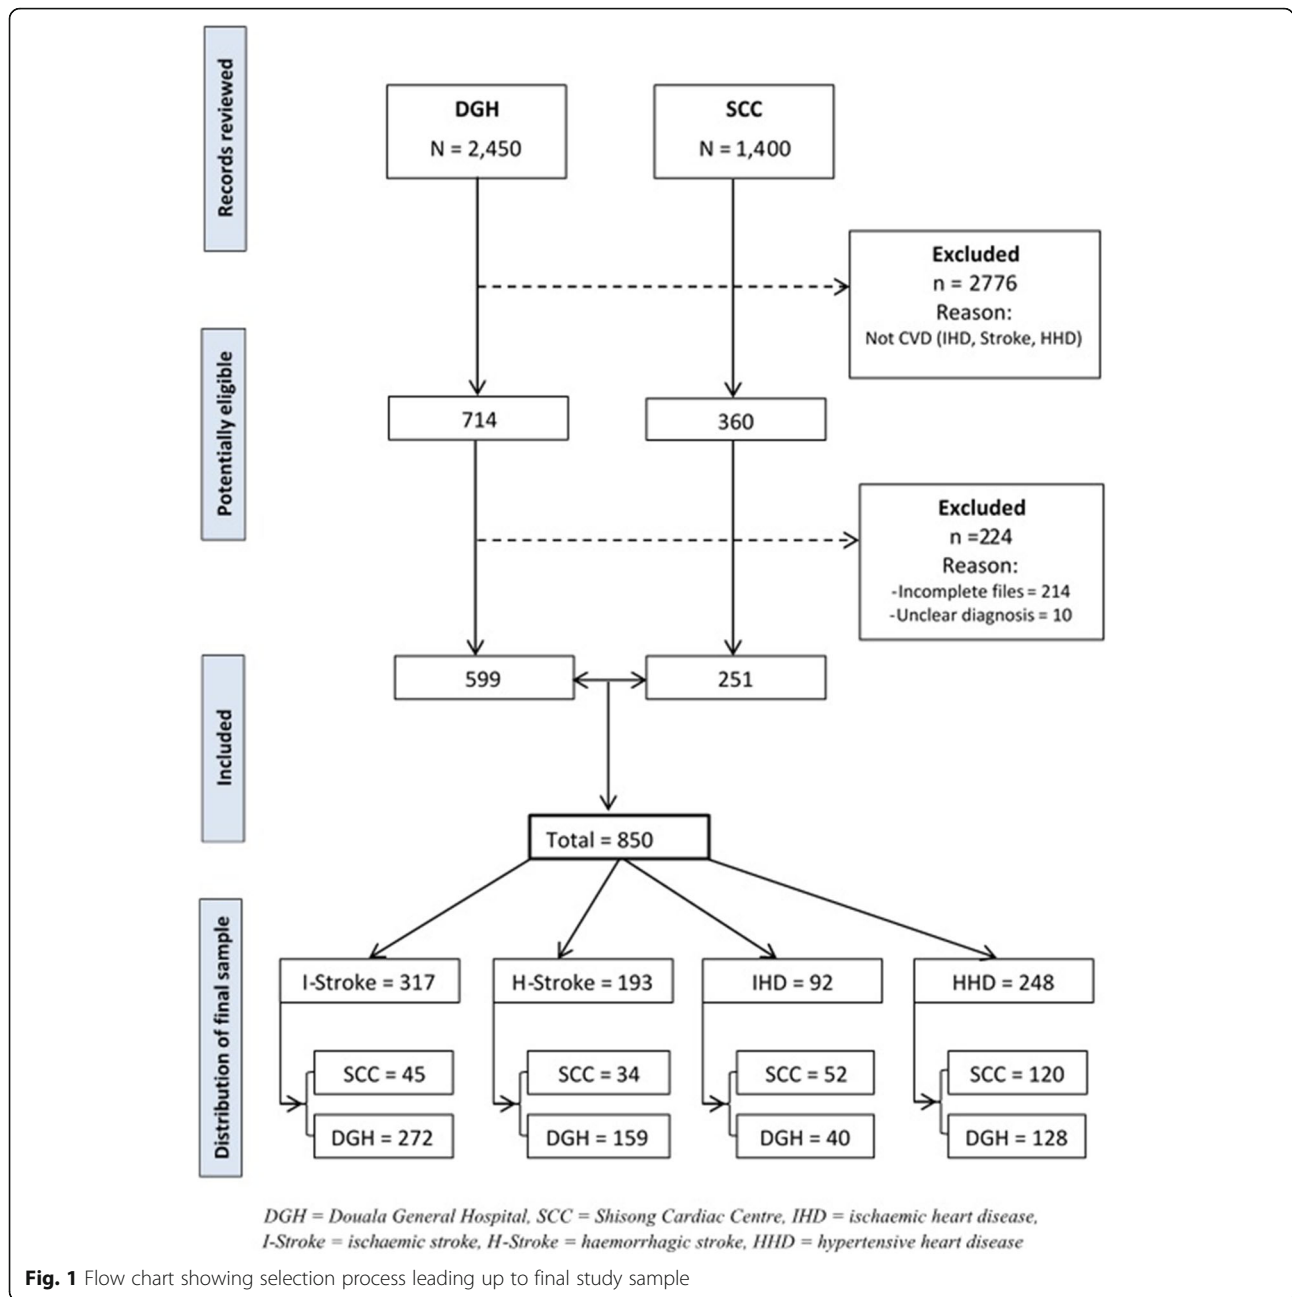 Records reviewed
DGH
N = 2,450
SCC
N = 1,400
Excluded
n = 2776
Reason:
Not CVD (IHD, Stroke, HHD)
Potentially eligible
714
360
Excluded
n =224
Reason:
-Incomplete files = 214
-Unclear diagnosis = 10
Included
599
251
Total = 850
Distribution of final sample
I-Stroke = 317
H-Stroke = 193
IHD = 92
HHD = 248
SCC = 45
SCC = 34
SCC = 52
SCC = 120
DGH = 272
DGH = 159
DGH = 40
DGH = 128
DGH = Douala General Hospital, SCC = Shisong Cardiac Centre, IHD = ischaemic heart disease,
I-Stroke = ischaemic stroke, H-Stroke = haemorrhagic stroke, HHD = hypertensive heart disease
Fig. 1 Flow chart showing selection process leading up to final study sample